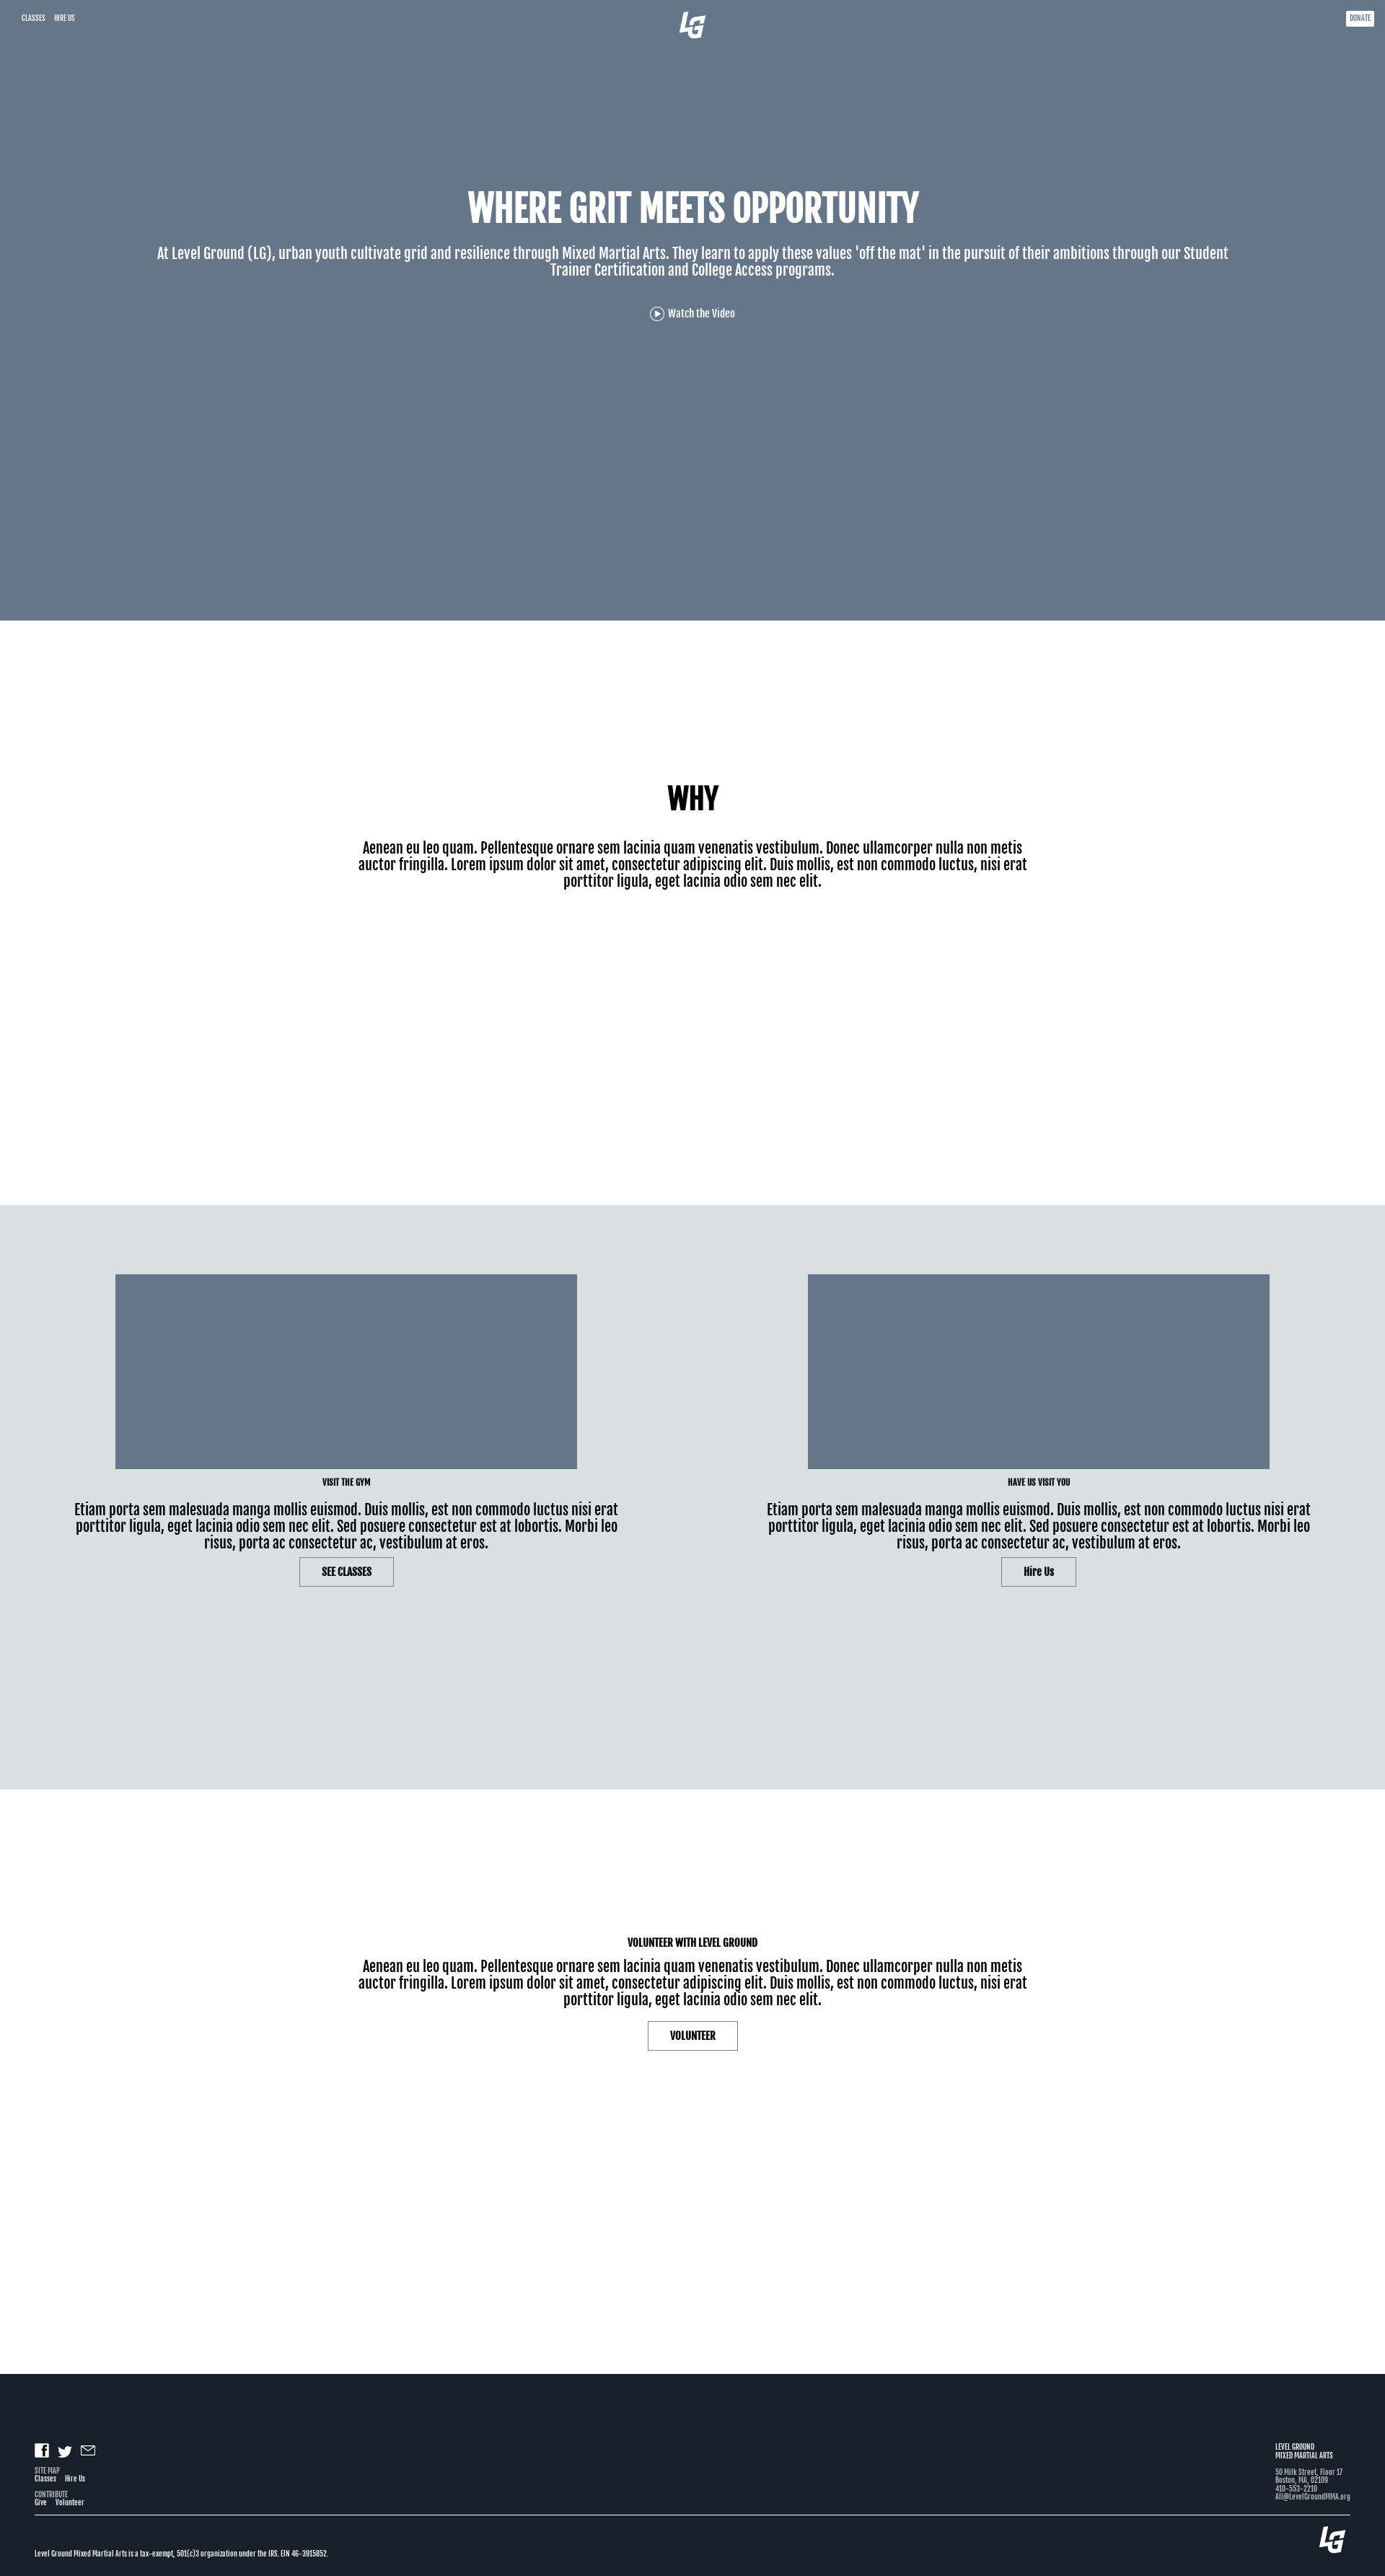 CLASSES HIRE US LG DONATE
WHERE GRIT MEETS OPPORTUNITY
At Level Ground (LG), urban youth cultivate grid and resilience through Mixed Martial Arts. They learn to apply these values 'off the mat' in the pursuit of their ambitions through our Student
Trainer Certification and College Access programs.
Watch the Video
WHY
Aenean eu leo quam. Pellentesque ornare sem lacinia quam venenatis vestibulum. Donec ullamcorper nulla non metis
auctor fringilla. Lorem ipsum dolor sit amet, consectetur adipiscing elit. Duis mollis, est non commodo luctus, nisi erat
porttitor ligula, eget lacinia odio sem nec elit.
VISIT THE GYM
Etiam porta sem malesuada manga mollis euismod. Duis mollis, est non commodo luctus nisi erat
porttitor ligula, eget lacinia odio sem nec elit. Sed posuere consectetur est at lobortis. Morbi leo
risus, porta ac consectetur ac, vestibulum at eros.
SEE CLASSES
HAVE US VISIT YOU
Etiam porta sem malesuada manga mollis euismod. Duis mollis, est non commodo luctus nisi erat
porttitor ligula, eget lacinia odio sem nec elit. Sed posuere consectetur est at lobortis. Morbi leo
risus, porta ac consectetur ac, vestibulum at eros.
Hire Us
VOLUNTEER WITH LEVEL GROUND
Aenean eu leo quam. Pellentesque ornare sem lacinia quam venenatis vestibulum. Donec ullamcorper nulla non metis
auctor fringilla. Lorem ipsum dolor sit amet, consectetur adipiscing elit. Duis mollis, est non commodo luctus, nisi erat
porttitor ligula, eget lacinia odio sem nec elit.
VOLUNTEER
SITE MAP
Classes Hire Us
CONTRIBUTE
Give Volunteer
LEVEL GROUND
MIXED MARTIAL ARTS
50 Milk Street, Floor 17
Boston, MA, 02109
410-553-2210
All@LevelGroundMMA.org
LG
Level Ground Mixed Martial Arts is a tax-exempt, 501(c)3 organization under the IRS. EIN 46-3915852.